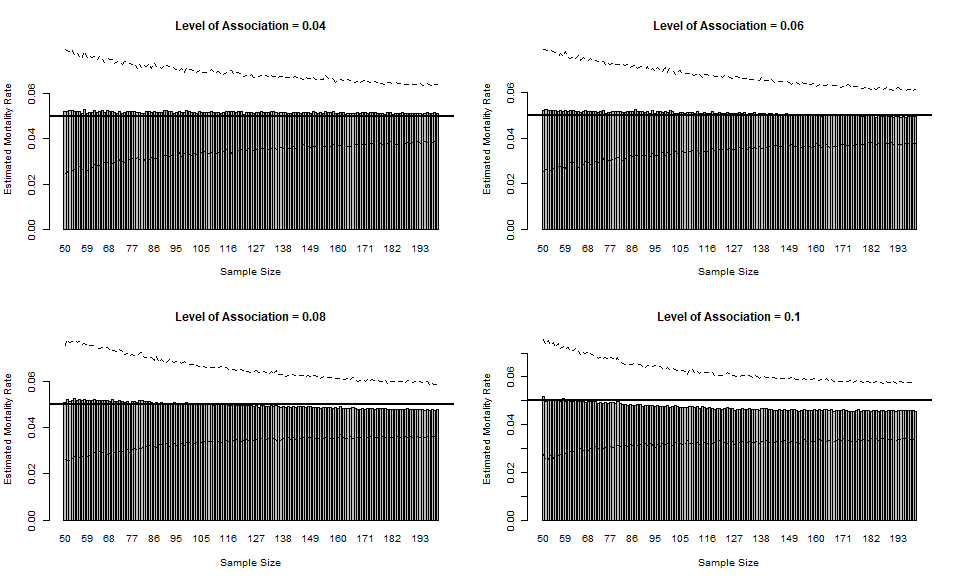 Level of Association = 0.04
Estimated Mortality Rate
0.00 0.02 0.04 0.06
50 59 68 77 86 95 105 116 127 138 149 160 171 182 193
Sample Size
Level of Association = 0.06
Estimated Mortality Rate
0.00 0.02 0.04 0.06
50 59 68 77 86 95 105 116 127 138 149 160 171 182 193
Sample Size
Level of Association = 0.08
Estimated Mortality Rate
0.00 0.02 0.04 0.06
50 59 68 77 86 95 105 116 127 138 149 160 171 182 193
Sample Size
Level of Association = 0.1
Estimated Mortality Rate
0.00 0.02 0.04 0.06
50 59 68 77 86 95 105 116 127 138 149 160 171 182 193
Sample Size